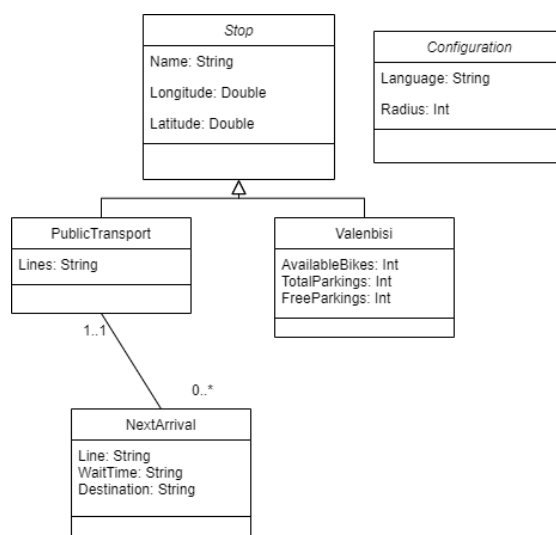 Stop
Name: String
Longitude: Double
Latitude: Double
Configuration
Language: String
Radius: Int
PublicTransport
Lines: String
Valenbisi
AvailableBikes: Int
TotalParkings: Int
FreeParkings: Int
1..1
0..*
NextArrival
Line: String
WaitTime: String
Destination: String